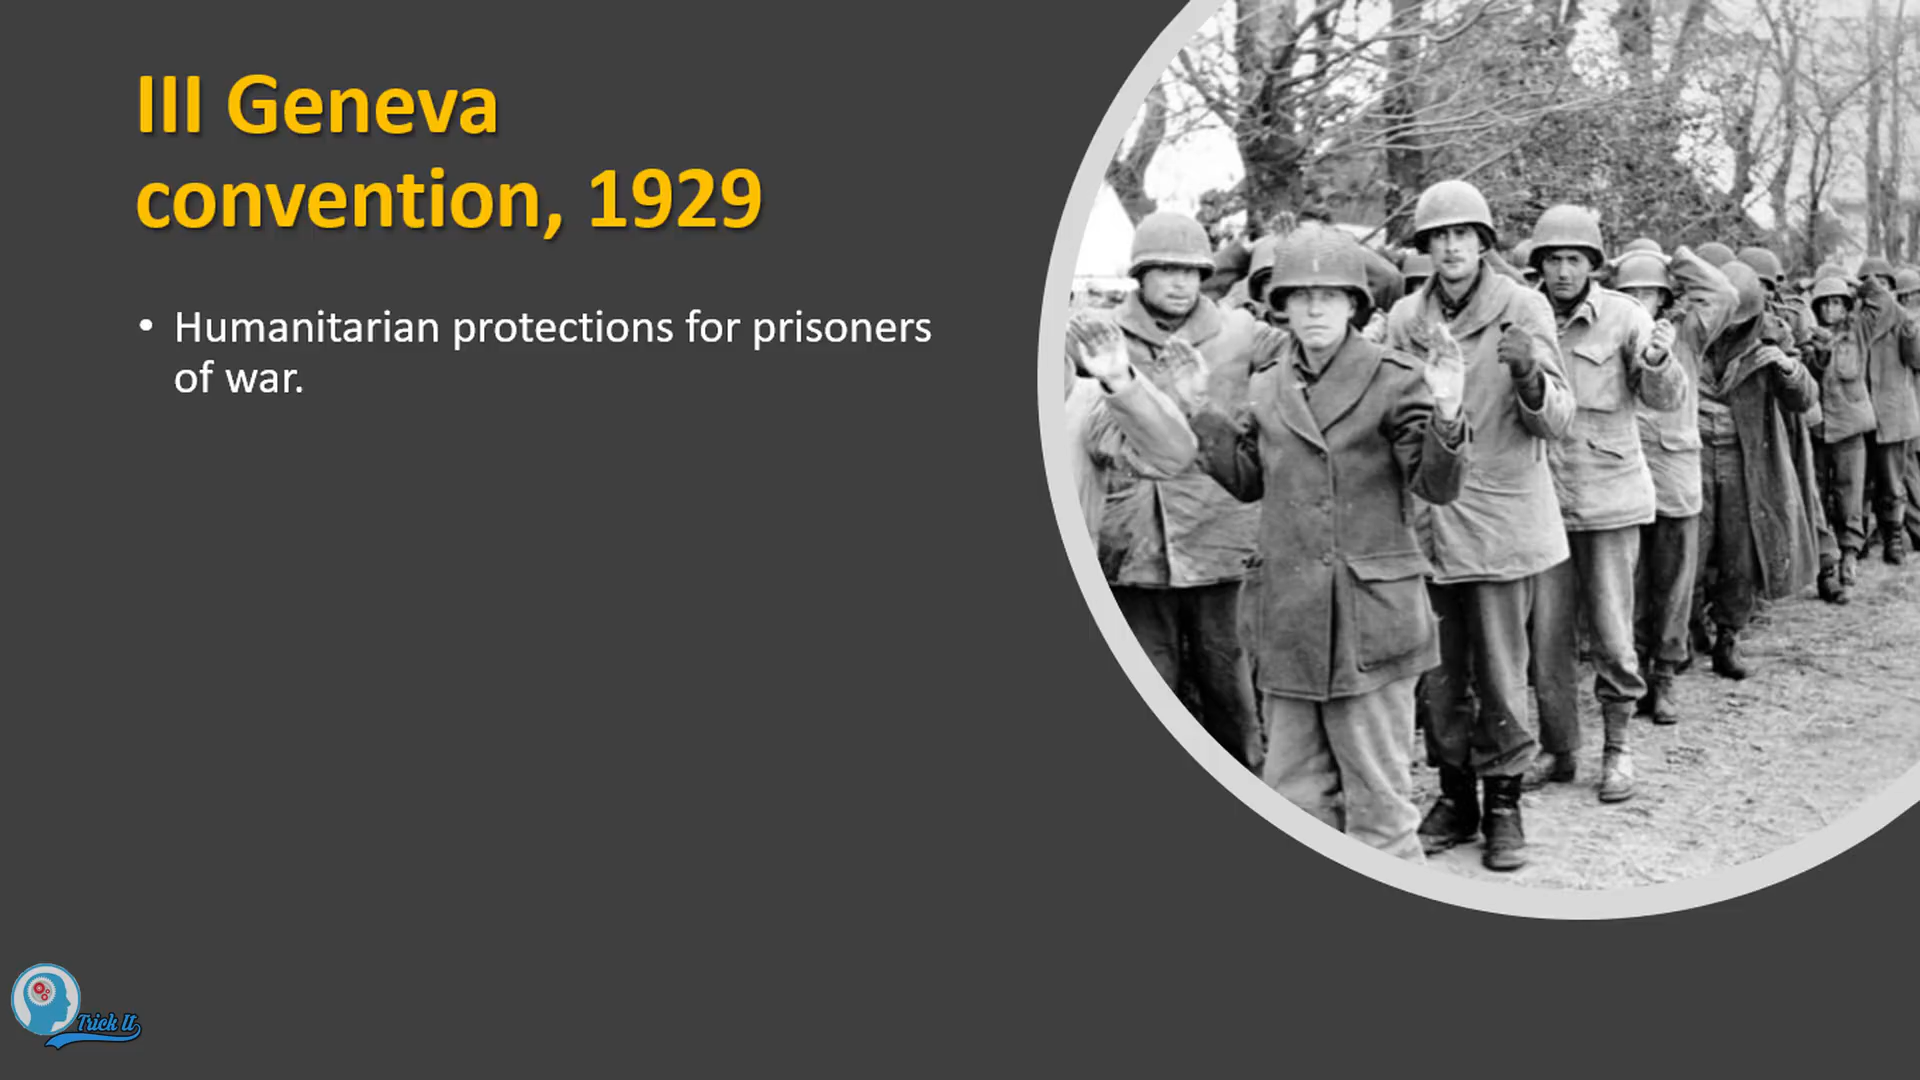 III Geneva
convention, 1929
• Humanitarian protections for prisoners
of war.
Trick It